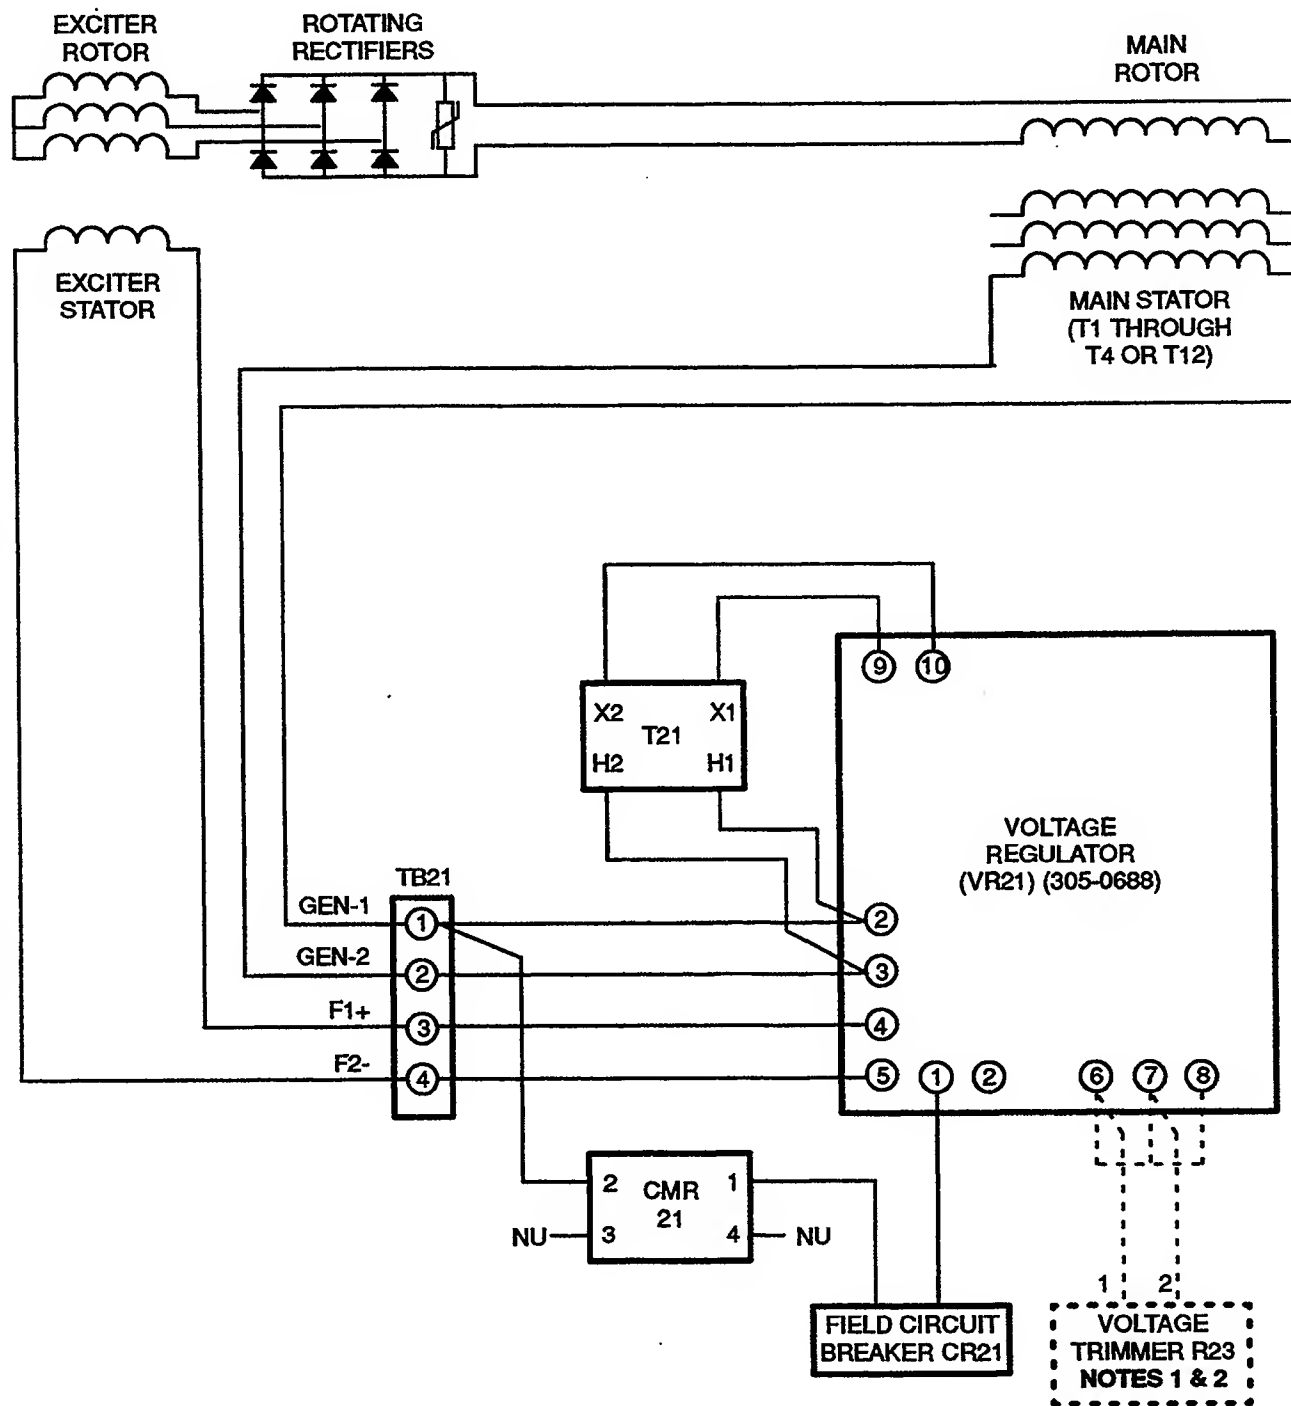 EXCITER
ROTOR
ROTATING
RECTIFIERS
MAIN
ROTOR
EXCITER
STATOR
MAIN STATOR
(T1 THROUGH
T4 OR T12)
9 10
X2 X1
T21
H2 H1
VOLTAGE
REGULATOR
(VR21) (305-0688)
TB21
GEN-1 1 2
GEN-2 2 3
F1+ 3 4
F2- 4 5 1 2 6 7 8
2 CMR 1
21
NU 3 4 NU
1 2
FIELD CIRCUIT
BREAKER CR21
VOLTAGE
TRIMMER R23
NOTES 1 & 2